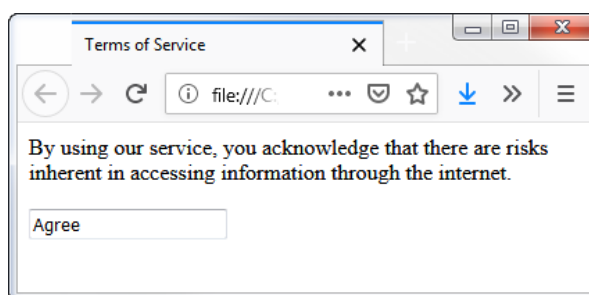 Terms of Service
file:///C:
By using our service, you acknowledge that there are risks
inherent in accessing information through the internet.
Agree